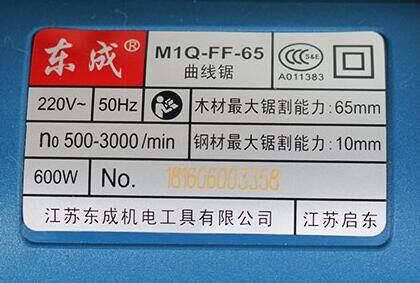 东成 M1Q-FF-65
曲线锯
CCC S&E
A011383
220V~ 50Hz 木材最大锯割能力:65mm
n0 500-3000/min 钢材最大锯割能力:10mm
600W No. 181606003358
江苏东成机电工具有限公司 江苏启东